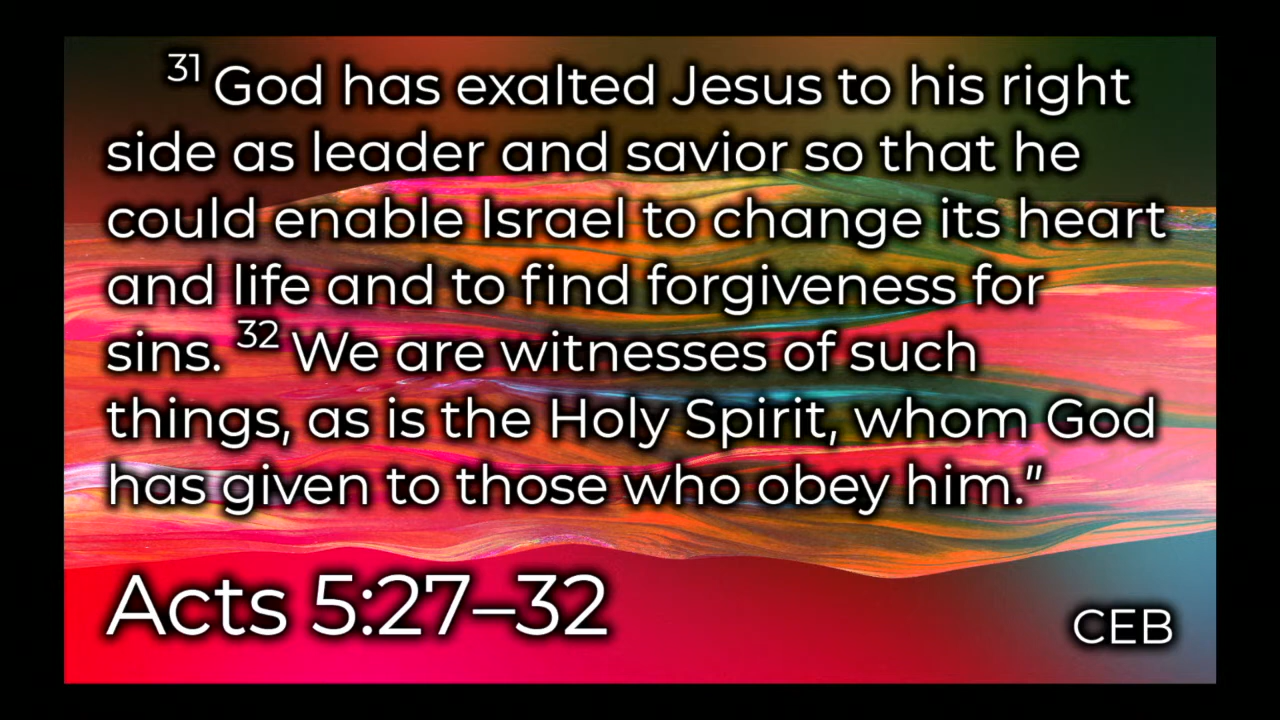 31 God has exalted Jesus to his right
side as leader and savior so that he
could enable Israel to change its heart
and life and to find forgiveness for
sins. 32 We are witnesses of such
things, as is the Holy Spirit, whom God
has given to those who obey him.”
Acts 5:27–32
CEB